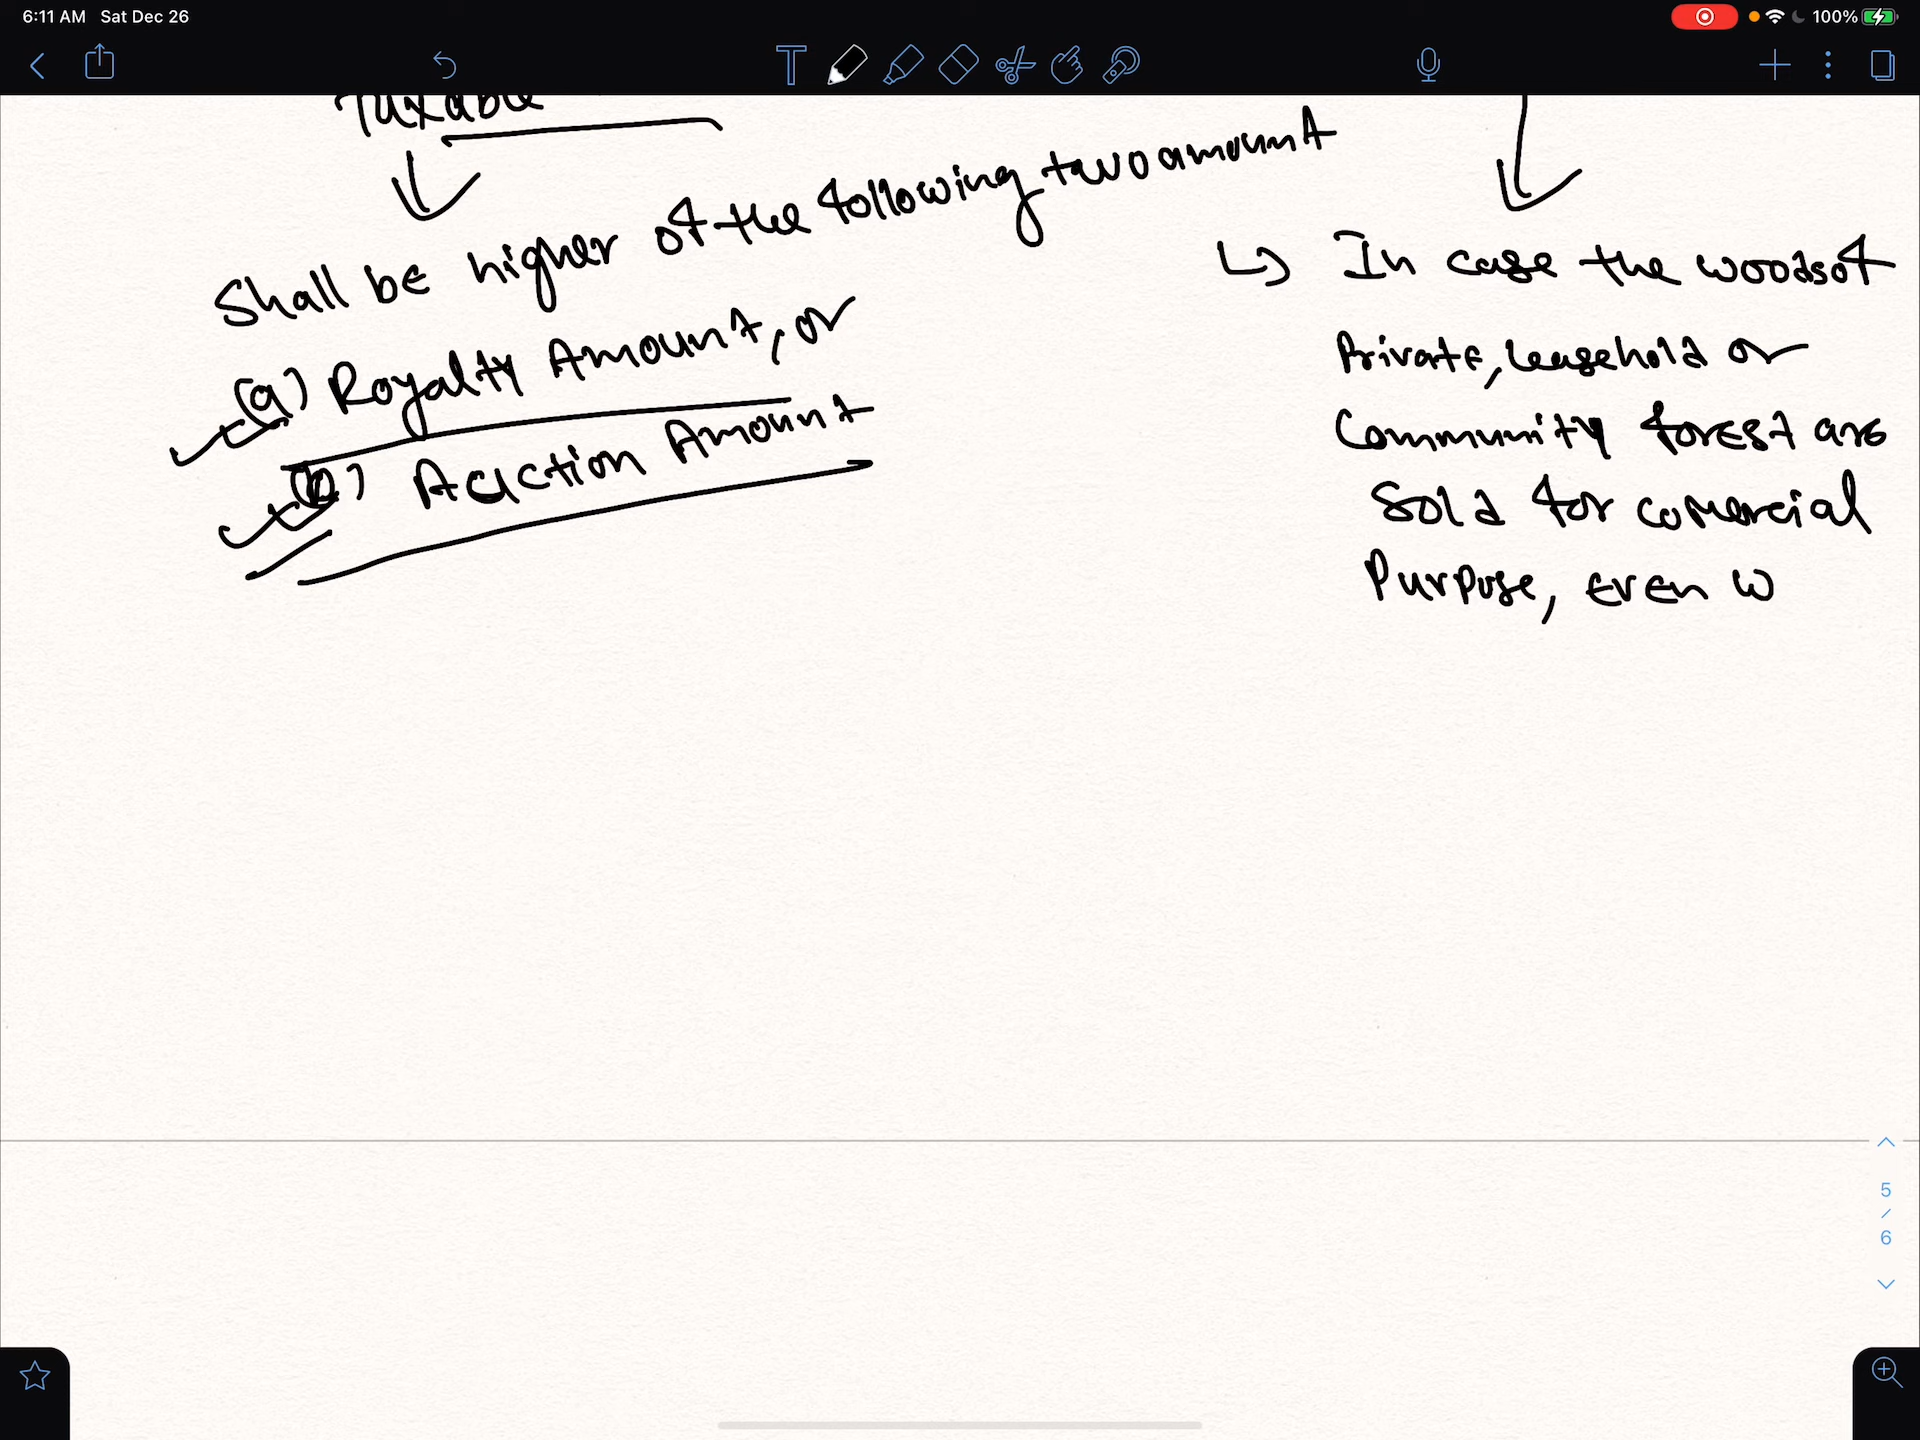 6:11 AM Sat Dec 26
100%
Taxable
Shall be higher of the following two amount
(a) Royalty Amount, or
(b) Auction Amount
In case the woods of
Private, leasehold or
Community forest are
Sold for comercial
Purpose, even w
5
/
6